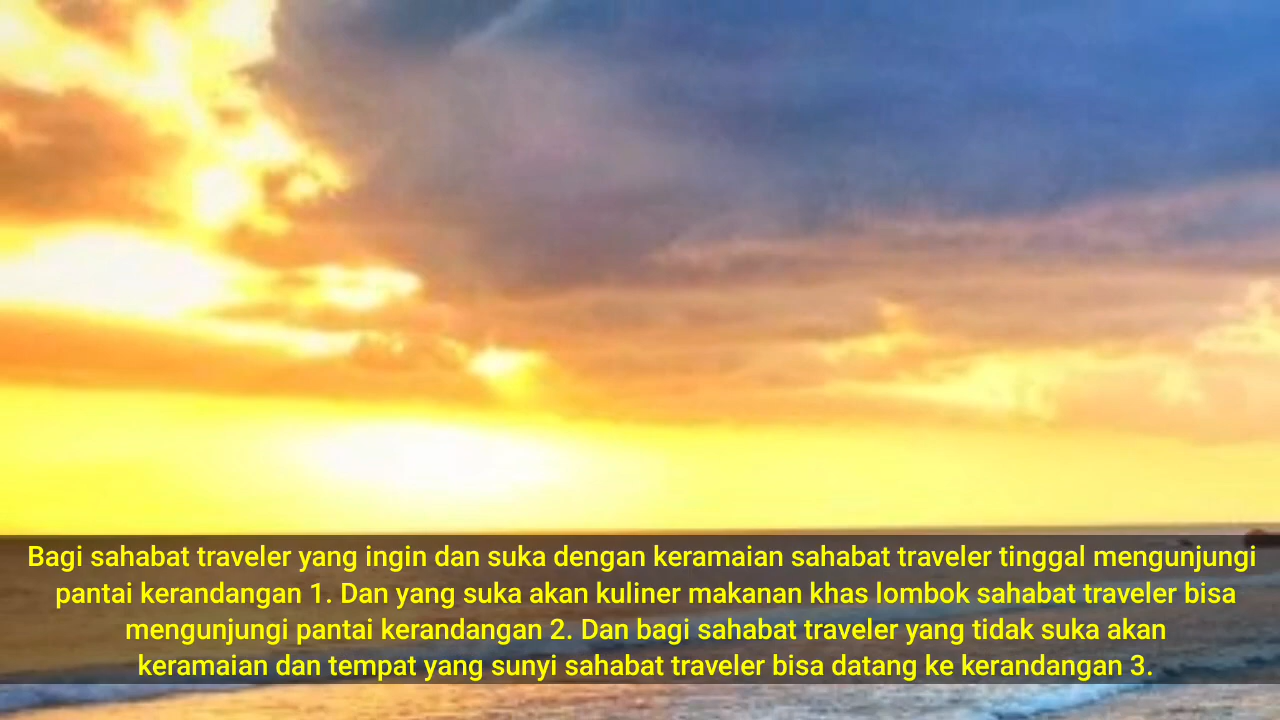 Bagi sahabat traveler yang ingin dan suka dengan keramaian sahabat traveler tinggal mengunjungi
pantai kerandangan 1. Dan yang suka akan kuliner makanan khas lombok sahabat traveler bisa
mengunjungi pantai kerandangan 2. Dan bagi sahabat traveler yang tidak suka akan
keramaian dan tempat yang sunyi sahabat traveler bisa datang ke kerandangan 3.